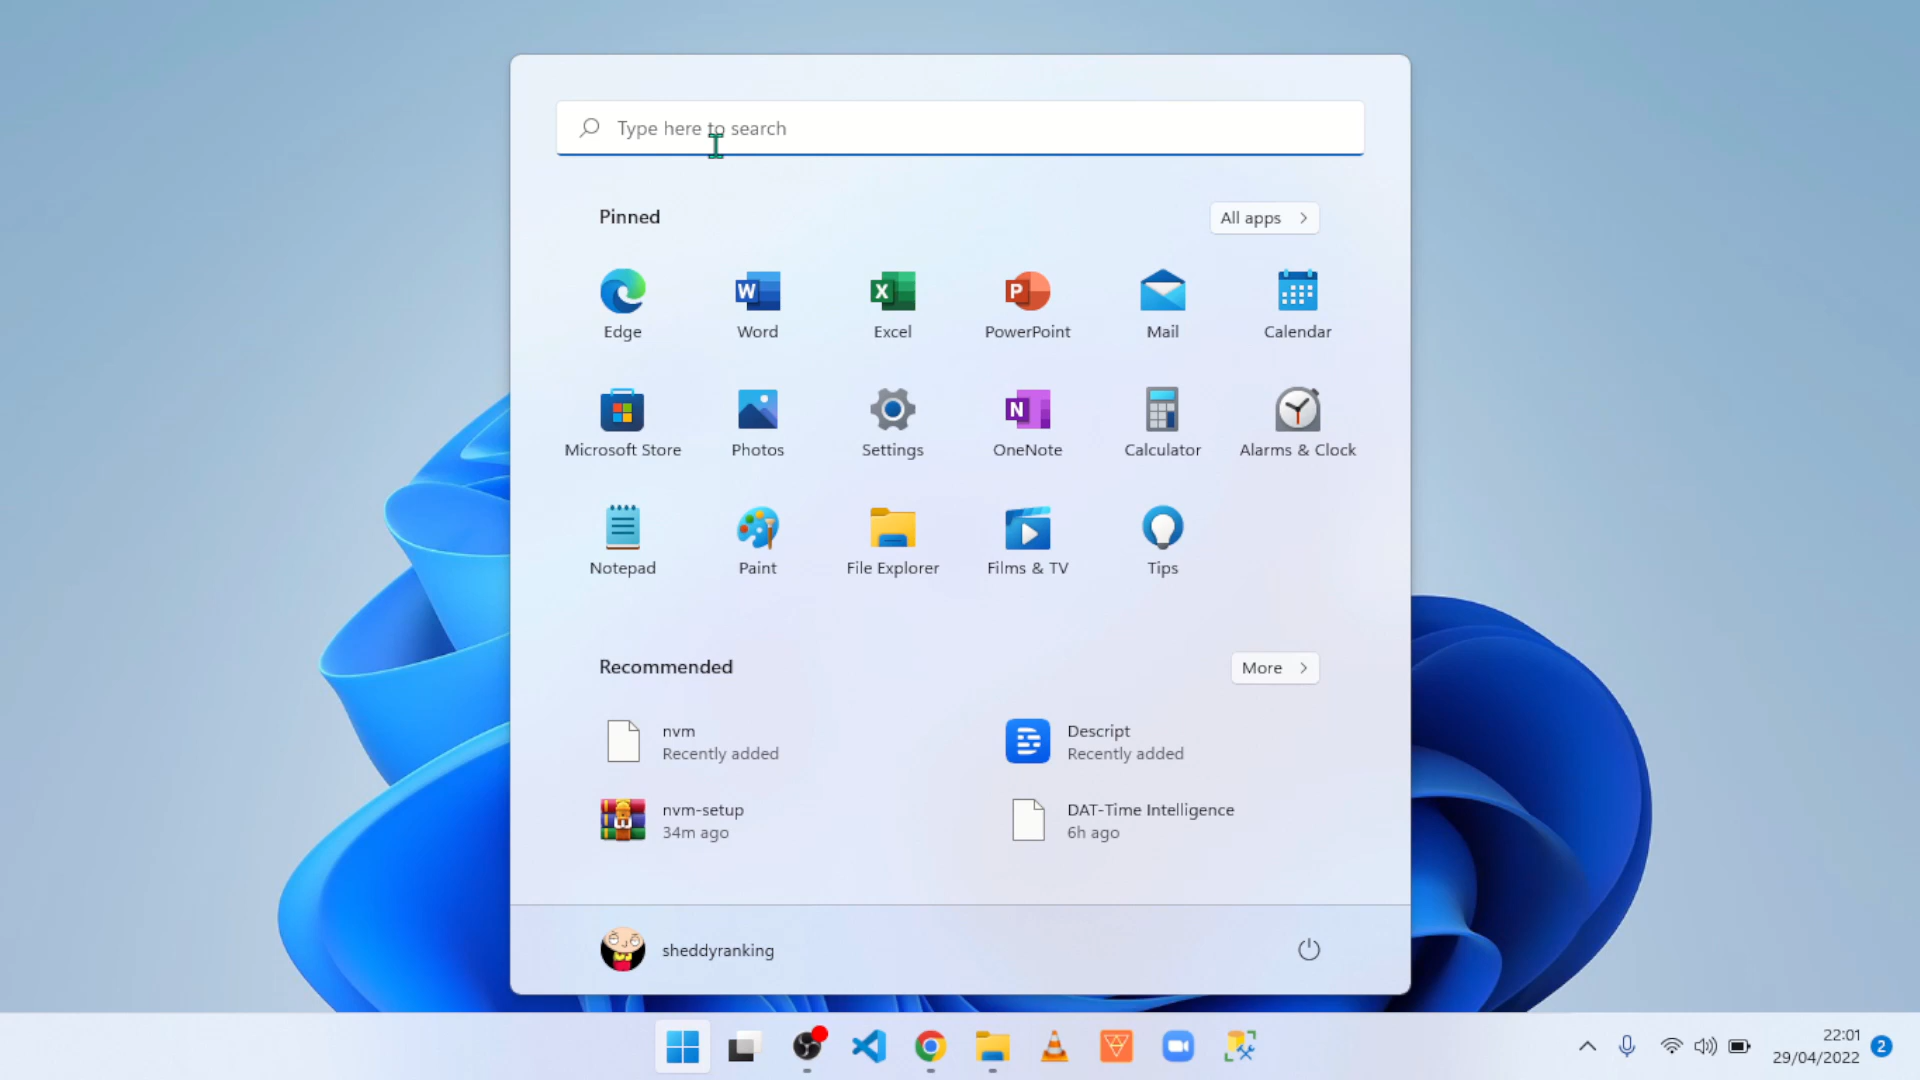 Type here to search
Pinned
All apps
Edge
Word
Excel
PowerPoint
Mail
Calendar
Microsoft Store
Photos
Settings
OneNote
Calculator
Alarms & Clock
Notepad
Paint
File Explorer
Films & TV
Tips
Recommended
More
nvm
Recently added
Descript
Recently added
nvm-setup
34m ago
DAT-Time Intelligence
6h ago
sheddyranking
22:01
29/04/2022
2